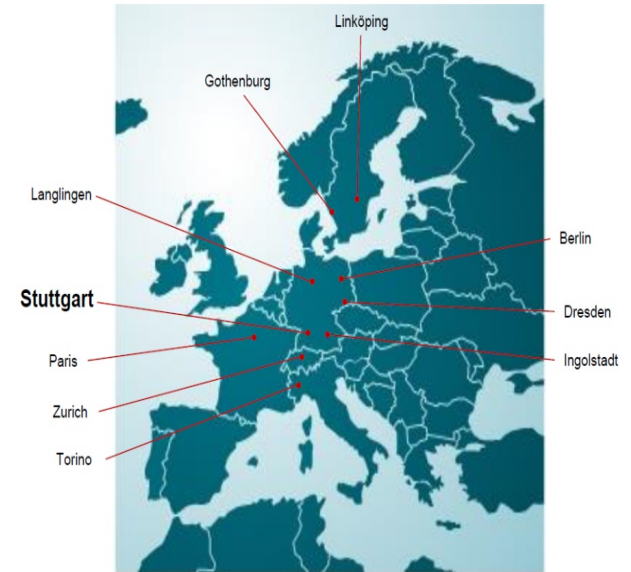 Linköping
Gothenburg
Langlingen
Berlin
Stuttgart
Dresden
Paris
Ingolstadt
Zurich
Torino